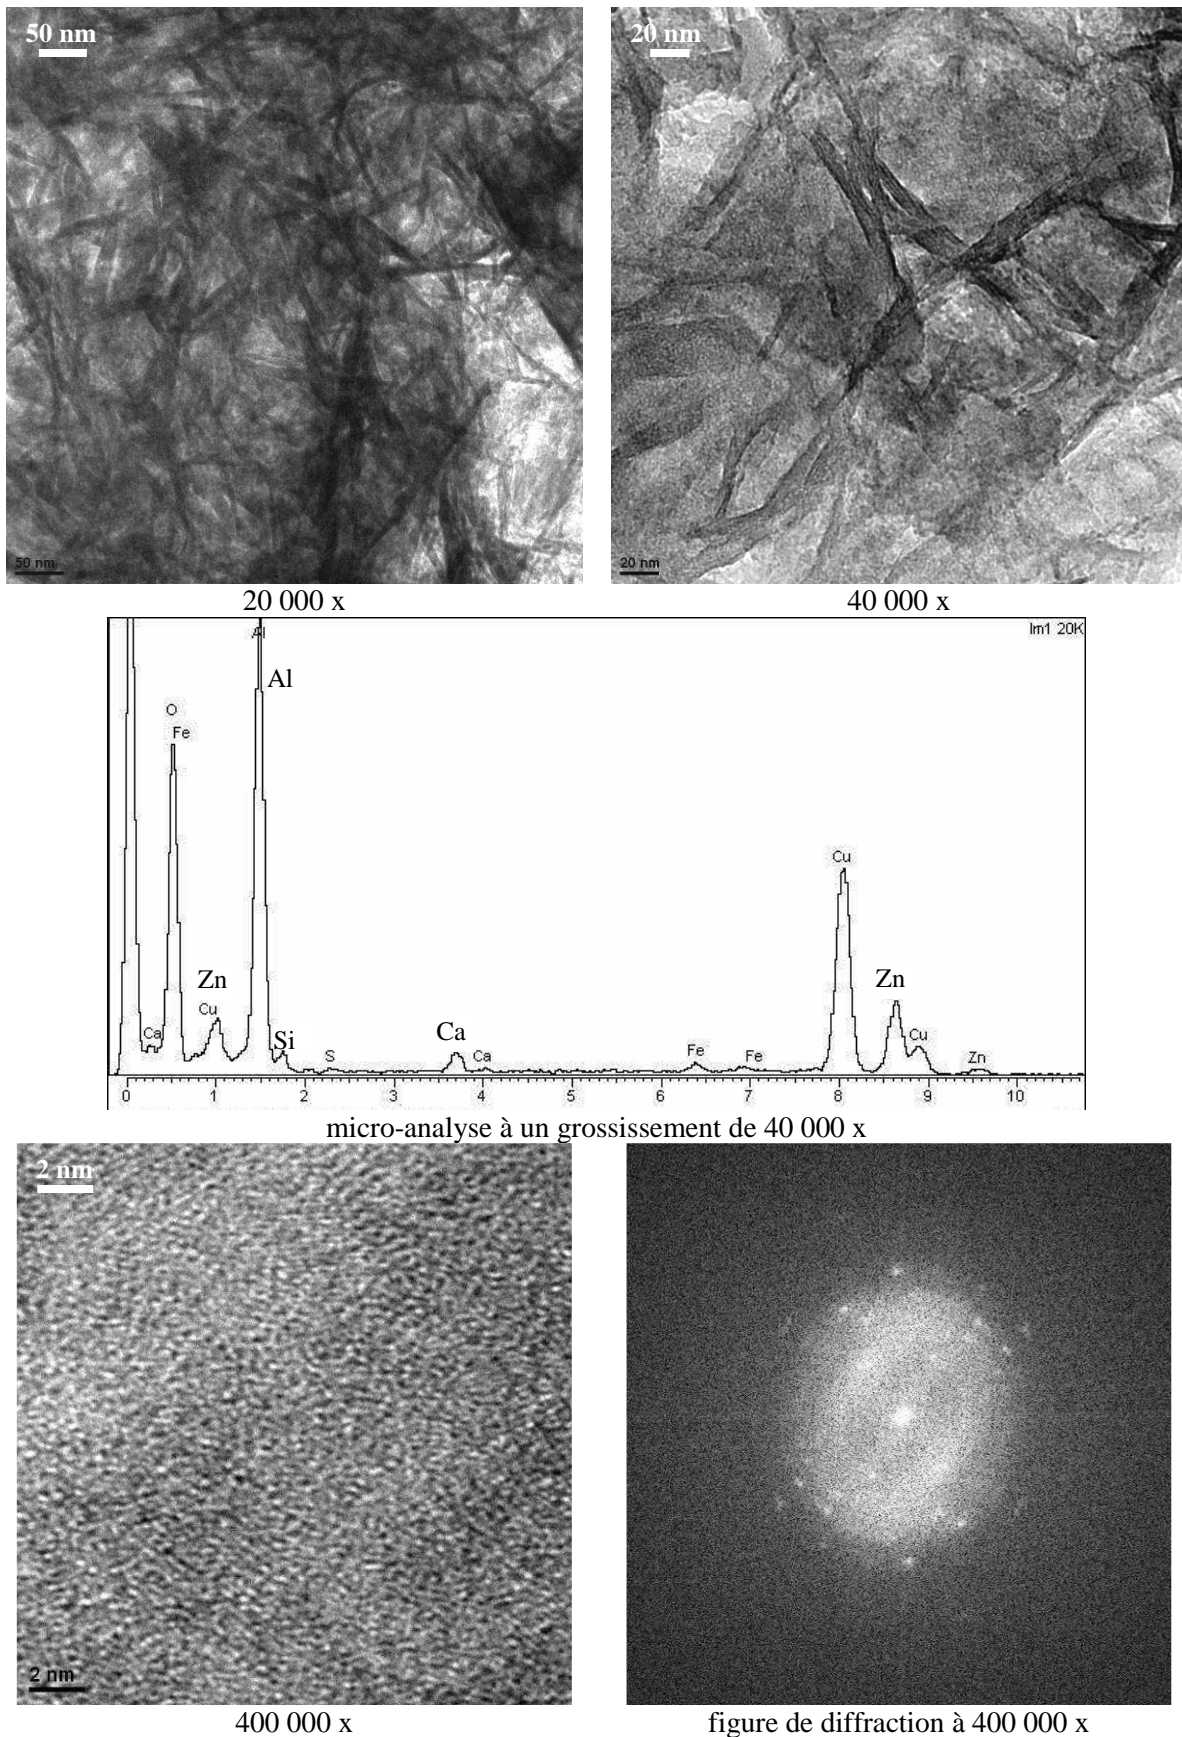 50 nm
20 nm
50 nm
20 nm
20 000 x
40 000 x
Im1 20K
Al
Al
O
Fe
Cu
Zn
Zn
Cu
Ca
Si
S
Ca
Ca
Fe
Fe
Cu
Zn
0 1 2 3 4 5 6 7 8 9 10
micro-analyse à un grossissement de 40 000 x
2 nm
2 nm
400 000 x
figure de diffraction à 400 000 x